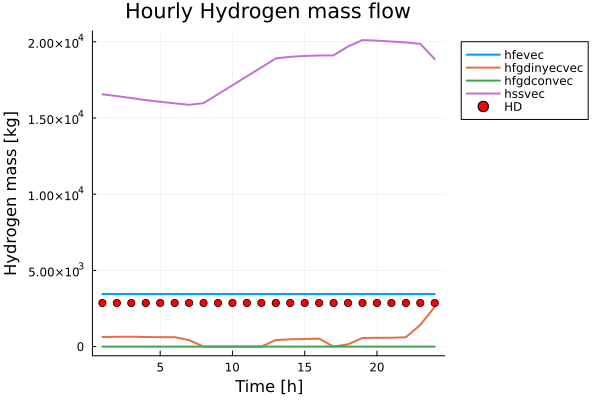 Hourly Hydrogen mass flow
Hydrogen mass [kg]
2.00×10⁴
1.50×10⁴
1.00×10⁴
5.00×10³
0
5 10 15 20
Time [h]
hfevec
hfgdinyecvec
hfgdconvec
hssvec
HD